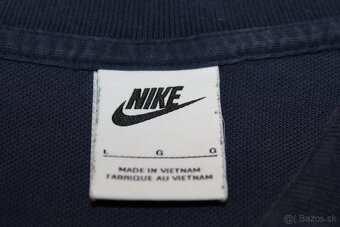 NIKE
L G G
MADE IN VIETNAM
FABRIQUÉ AU VIETNAM
Bazos.sk